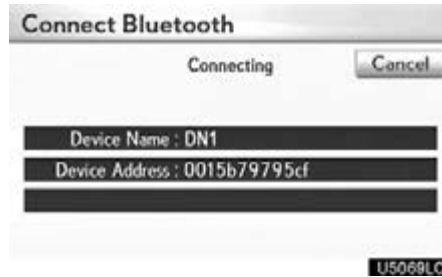 Connect Bluetooth
Connecting
Cancel
Device Name : DN1
Device Address : 0015b79795cf
U5069LC